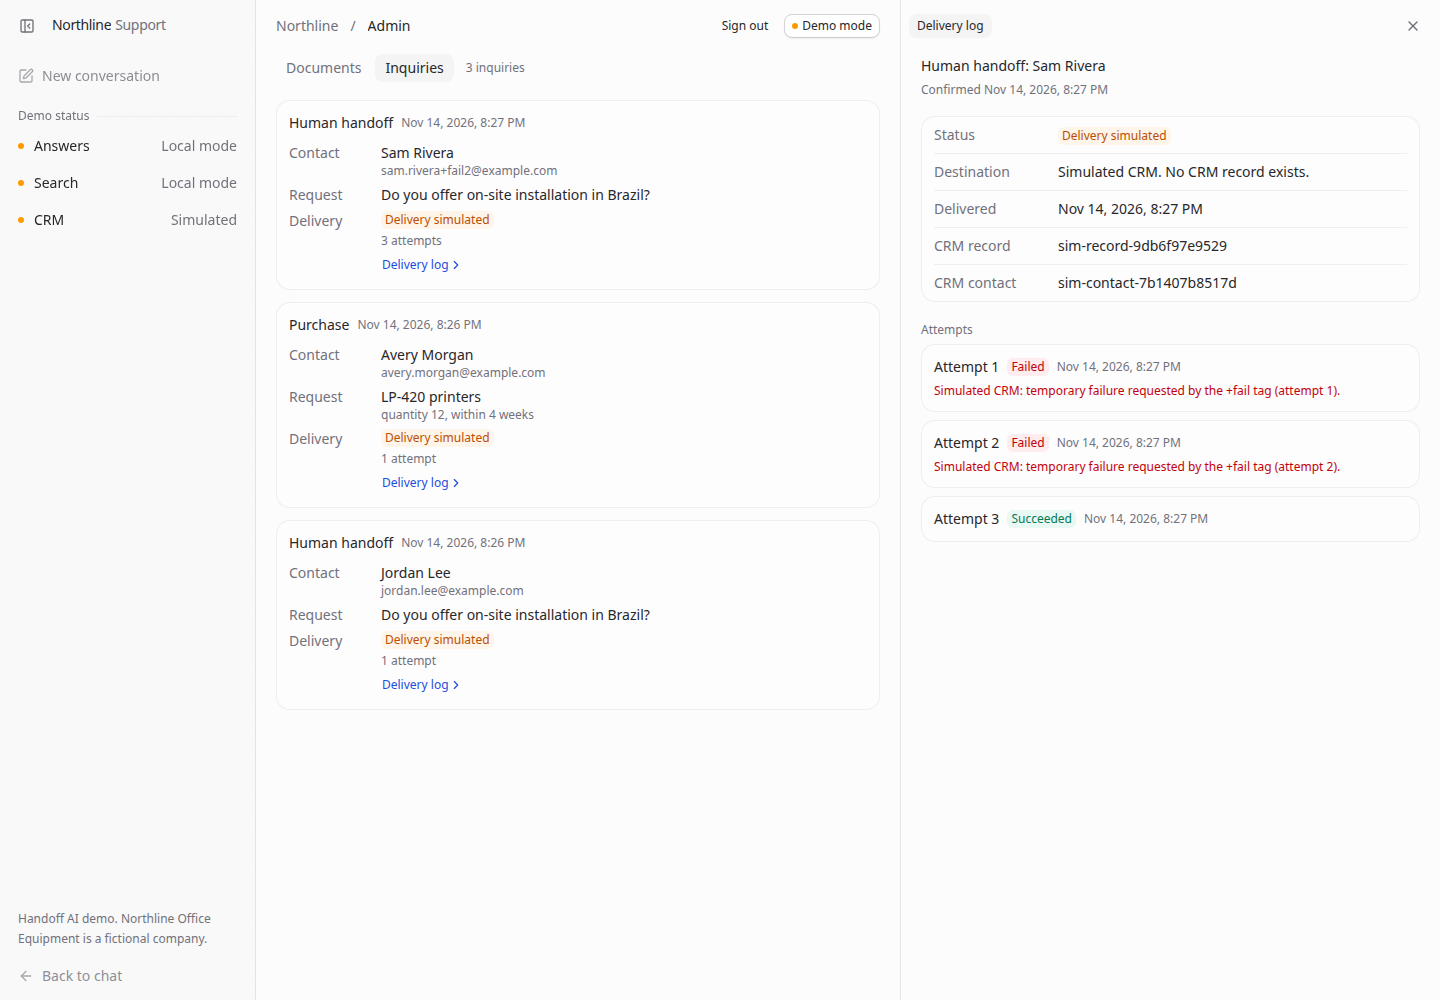 Northline Support
New conversation
Demo status
Answers Local mode
Search Local mode
CRM Simulated
Handoff AI demo. Northline Office
Equipment is a fictional company.
Back to chat
Northline / Admin
Sign out
Demo mode
Documents
Inquiries
3 inquiries
Human handoff Nov 14, 2026, 8:27 PM
Contact Sam Rivera
sam.rivera+fail2@example.com
Request Do you offer on-site installation in Brazil?
Delivery Delivery simulated
3 attempts
Delivery log
Purchase Nov 14, 2026, 8:26 PM
Contact Avery Morgan
avery.morgan@example.com
Request LP-420 printers
quantity 12, within 4 weeks
Delivery Delivery simulated
1 attempt
Delivery log
Human handoff Nov 14, 2026, 8:26 PM
Contact Jordan Lee
jordan.lee@example.com
Request Do you offer on-site installation in Brazil?
Delivery Delivery simulated
1 attempt
Delivery log
Delivery log
Human handoff: Sam Rivera
Confirmed Nov 14, 2026, 8:27 PM
Status Delivery simulated
Destination Simulated CRM. No CRM record exists.
Delivered Nov 14, 2026, 8:27 PM
CRM record sim-record-9db6f97e9529
CRM contact sim-contact-7b1407b8517d
Attempts
Attempt 1 Failed Nov 14, 2026, 8:27 PM
Simulated CRM: temporary failure requested by the +fail tag (attempt 1).
Attempt 2 Failed Nov 14, 2026, 8:27 PM
Simulated CRM: temporary failure requested by the +fail tag (attempt 2).
Attempt 3 Succeeded Nov 14, 2026, 8:27 PM